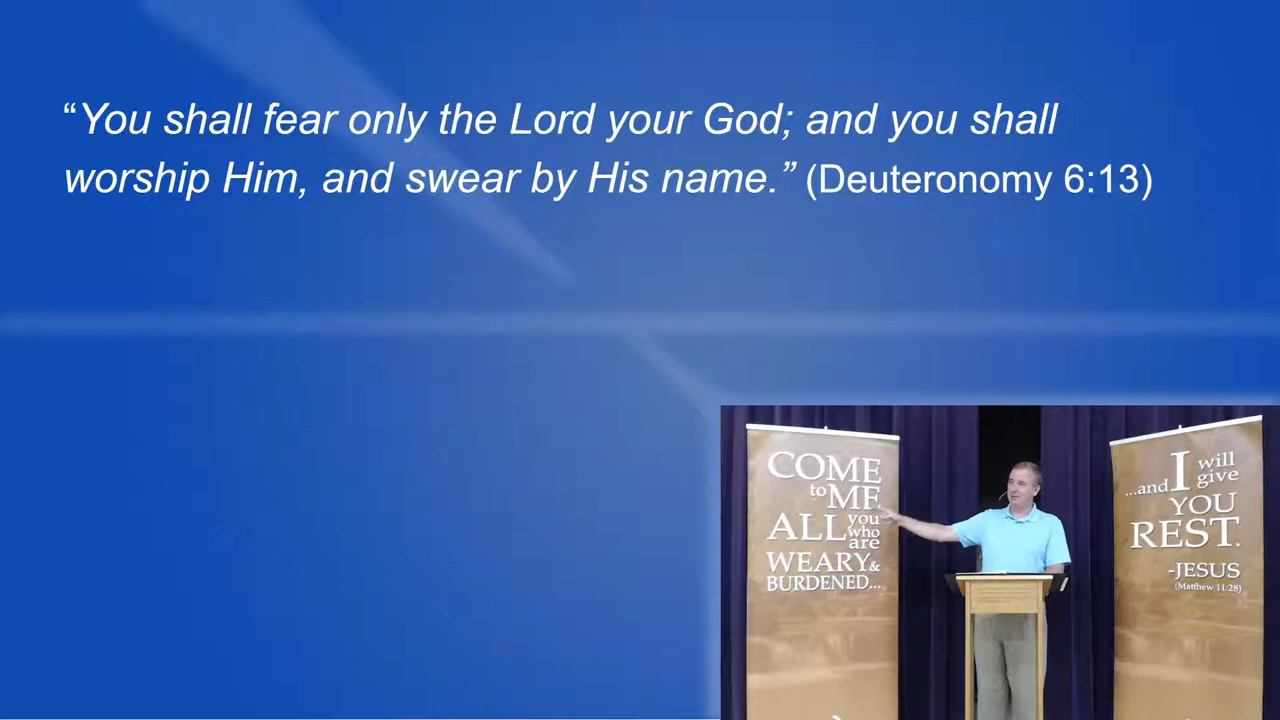 “You shall fear only the Lord your God; and you shall
worship Him, and swear by His name.” (Deuteronomy 6:13)
COME
to ME
ALL you who are
WEARY &
BURDENED...
...and I will give
YOU
REST.
-JESUS
(Matthew 11:28)